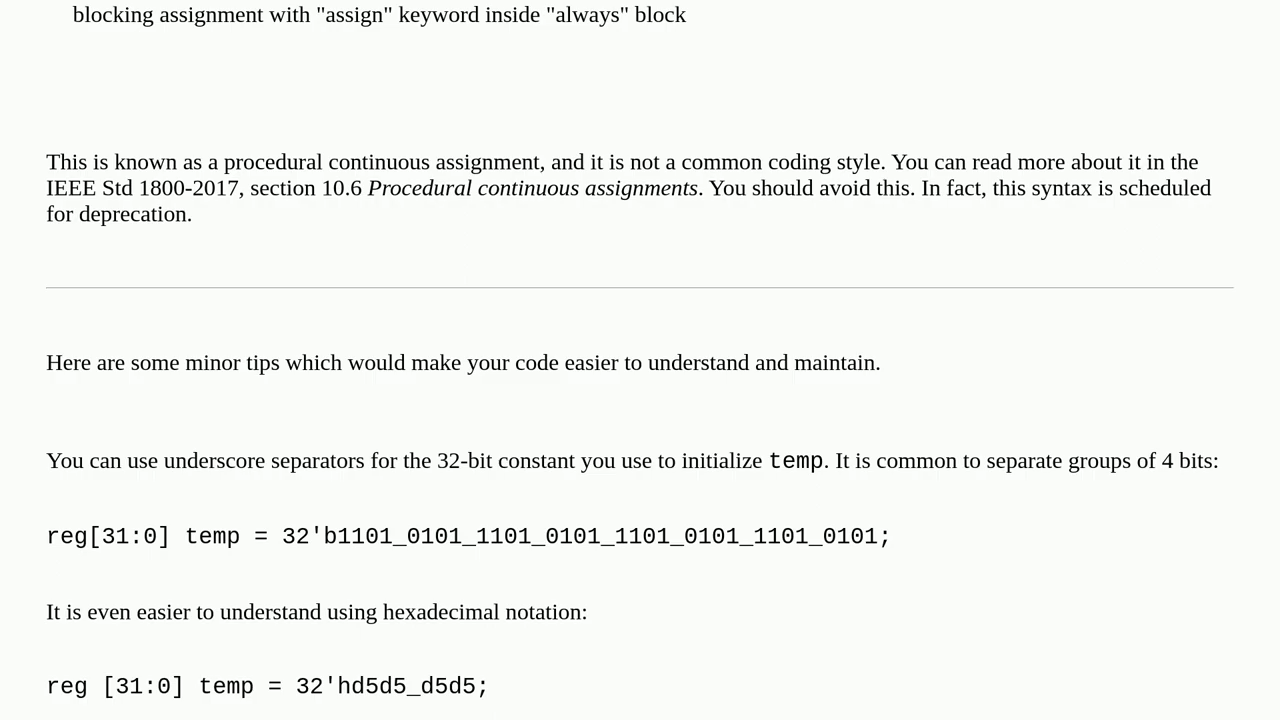 blocking assignment with "assign" keyword inside "always" block
This is known as a procedural continuous assignment, and it is not a common coding style. You can read more about it in the
IEEE Std 1800-2017, section 10.6 Procedural continuous assignments. You should avoid this. In fact, this syntax is scheduled
for deprecation.
Here are some minor tips which would make your code easier to understand and maintain.
You can use underscore separators for the 32-bit constant you use to initialize temp. It is common to separate groups of 4 bits:
reg[31:0] temp = 32'b1101_0101_1101_0101_1101_0101_1101_0101;
It is even easier to understand using hexadecimal notation:
reg [31:0] temp = 32'hd5d5_d5d5;